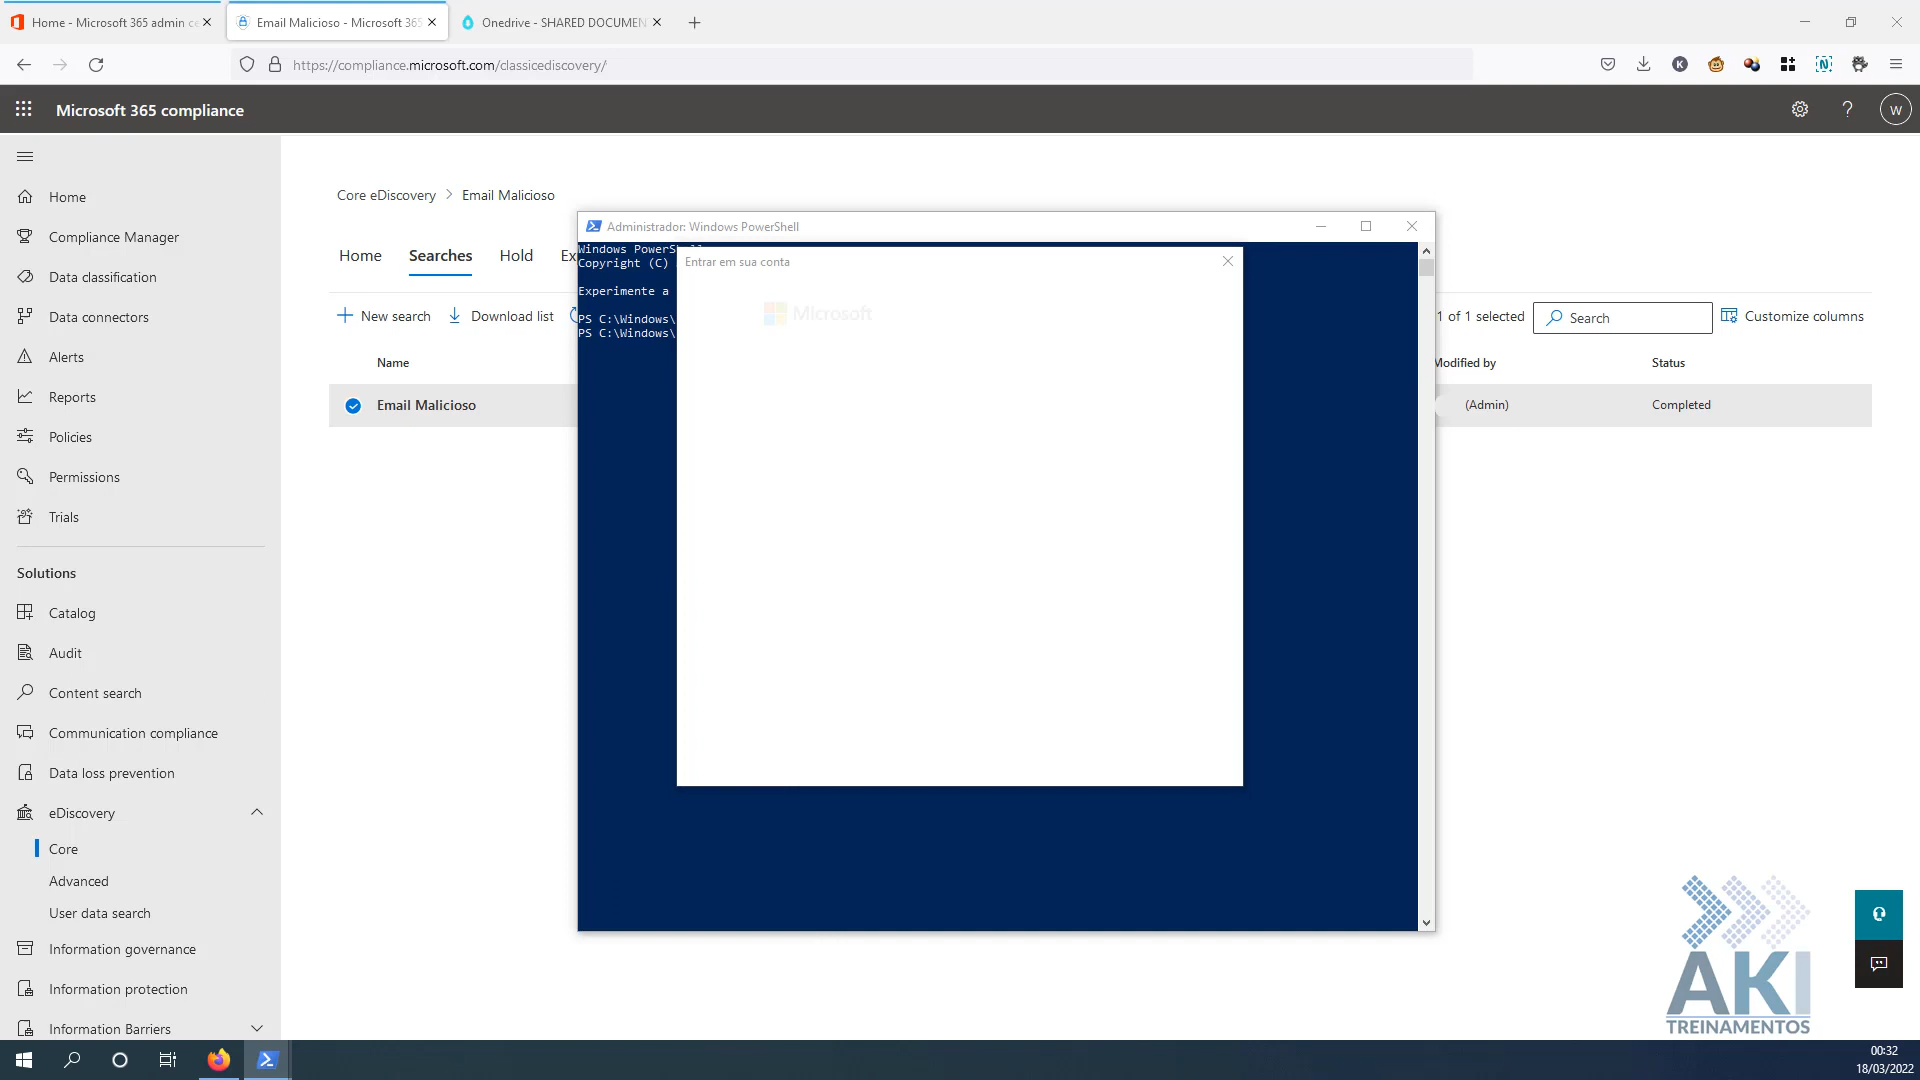 Home - Microsoft 365 admin ce
Email Malicioso - Microsoft 365
Onedrive - SHARED DOCUMEN
https://compliance.microsoft.com/classicediscovery/
Microsoft 365 compliance
W
Home
Compliance Manager
Data classification
Data connectors
Alerts
Reports
Policies
Permissions
Trials
Solutions
Catalog
Audit
Content search
Communication compliance
Data loss prevention
eDiscovery
Core
Advanced
User data search
Information governance
Information protection
Information Barriers
Core eDiscovery > Email Malicioso
Home Searches Hold Ex
New search Download list
1 of 1 selected Search Customize columns
Name Modified by Status
Email Malicioso (Admin) Completed
Administrador: Windows PowerShell
Windows PowerShell
Copyright (C)
Experimente a
PS C:\Windows\
PS C:\Windows\
Entrar em sua conta
Microsoft
AKI
TREINAMENTOS
00:32
18/03/2022